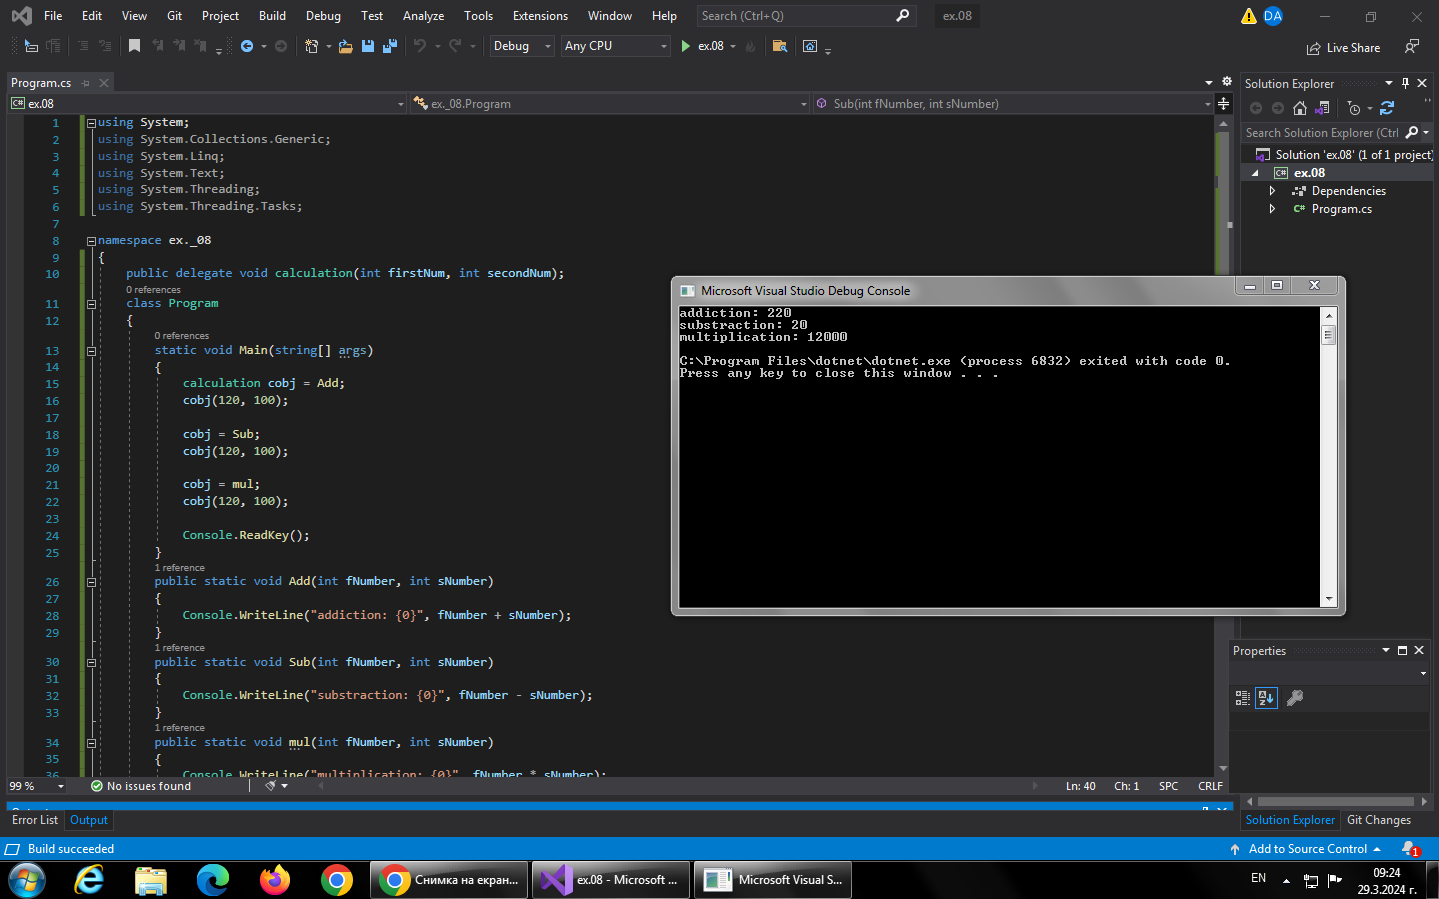 File Edit View Git Project Build Debug Test Analyze Tools Extensions Window Help Search (Ctrl+Q) ex.08 DA
Debug Any CPU ex.08 Live Share
Program.cs
ex.08 ex._08.Program Sub(int fNumber, int sNumber)
1 using System;
2 using System.Collections.Generic;
3 using System.Linq;
4 using System.Text;
5 using System.Threading;
6 using System.Threading.Tasks;
7
8 namespace ex._08
9 {
10 public delegate void calculation(int firstNum, int secondNum);
0 references
11 class Program
12 {
0 references
13 static void Main(string[] args)
14 {
15 calculation cobj = Add;
16 cobj(120, 100);
17
18 cobj = Sub;
19 cobj(120, 100);
20
21 cobj = mul;
22 cobj(120, 100);
23
24 Console.ReadKey();
25 }
1 reference
26 public static void Add(int fNumber, int sNumber)
27 {
28 Console.WriteLine("addiction: {0}", fNumber + sNumber);
29 }
1 reference
30 public static void Sub(int fNumber, int sNumber)
31 {
32 Console.WriteLine("substraction: {0}", fNumber - sNumber);
33 }
1 reference
34 public static void mul(int fNumber, int sNumber)
35 {
36 Console.WriteLine("multiplication: {0}", fNumber * sNumber);
Microsoft Visual Studio Debug Console
addiction: 220
substraction: 20
multiplication: 12000
C:\Program Files\dotnet\dotnet.exe (process 6832) exited with code 0.
Press any key to close this window . . .
Solution Explorer
Search Solution Explorer (Ctrl
Solution 'ex.08' (1 of 1 project)
C# ex.08
Dependencies
C# Program.cs
Properties
99 % No issues found Ln: 40 Ch: 1 SPC CRLF
Error List Output Solution Explorer Git Changes
Build succeeded Add to Source Control 1
Снимка на екран... ex.08 - Microsoft ... Microsoft Visual S... EN 09:24
29.3.2024 г.